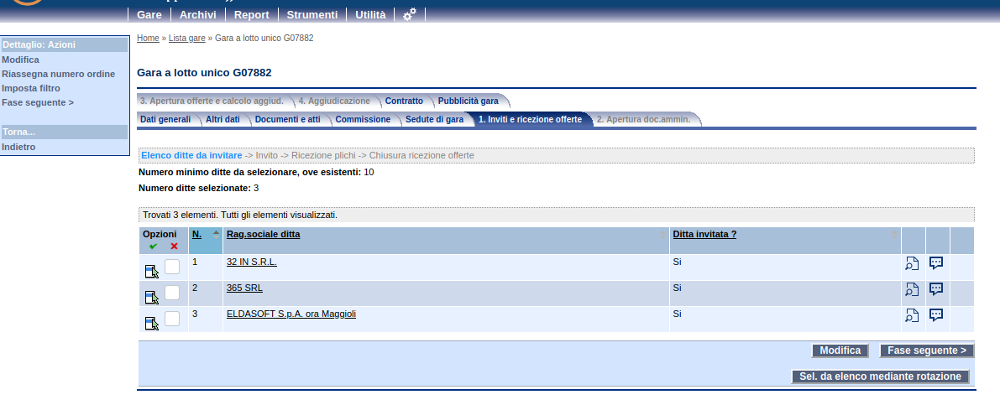 Gare Archivi Report Strumenti Utilità
Home » Lista gare » Gara a lotto unico G07882
Dettaglio: Azioni
Modifica
Riassegna numero ordine
Imposta filtro
Fase seguente >
Torna...
Indietro
Gara a lotto unico G07882
3. Apertura offerte e calcolo aggiud. 4. Aggiudicazione Contratto Pubblicità gara
Dati generali Altri dati Documenti e atti Commissione Sedute di gara 1. Inviti e ricezione offerte 2. Apertura doc.ammin.
Elenco ditte da invitare -> Invito -> Ricezione plichi -> Chiusura ricezione offerte
Numero minimo ditte da selezionare, ove esistenti: 10
Numero ditte selezionate: 3
Trovati 3 elementi. Tutti gli elementi visualizzati.
Opzioni N. Rag.sociale ditta Ditta invitata ?
1 32 IN S.R.L. Si
2 365 SRL Si
3 ELDASOFT S.p.A. ora Maggioli Si
Modifica Fase seguente >
Sel. da elenco mediante rotazione